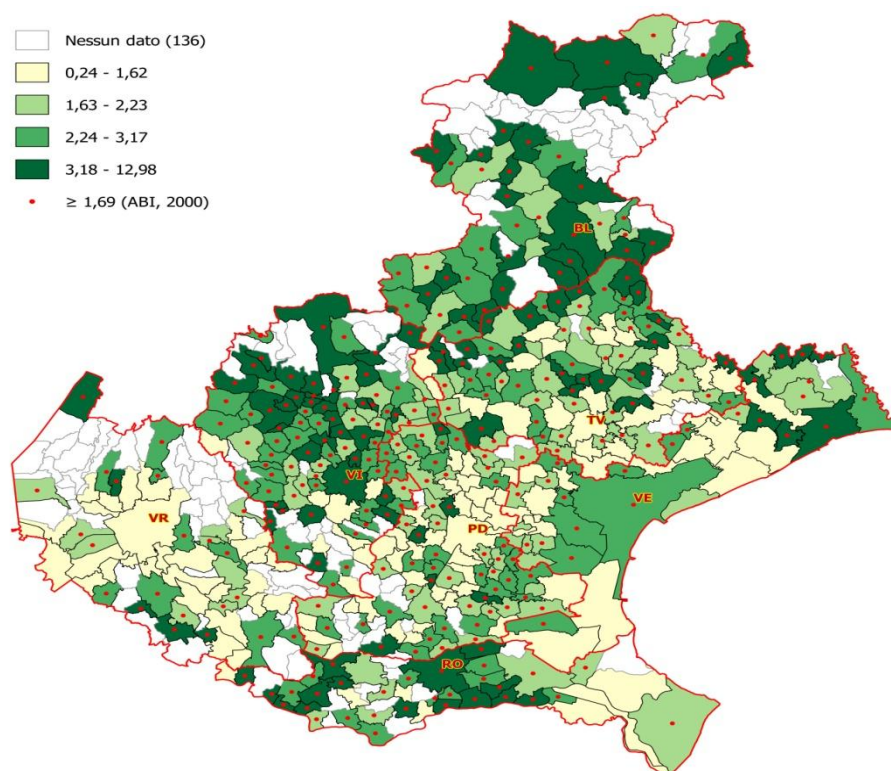 Nessun dato (136)
0,24 - 1,62
1,63 - 2,23
2,24 - 3,17
3,18 - 12,98
≥ 1,69 (ABI, 2000)
BL
TV
VI
VE
VR
PD
RO